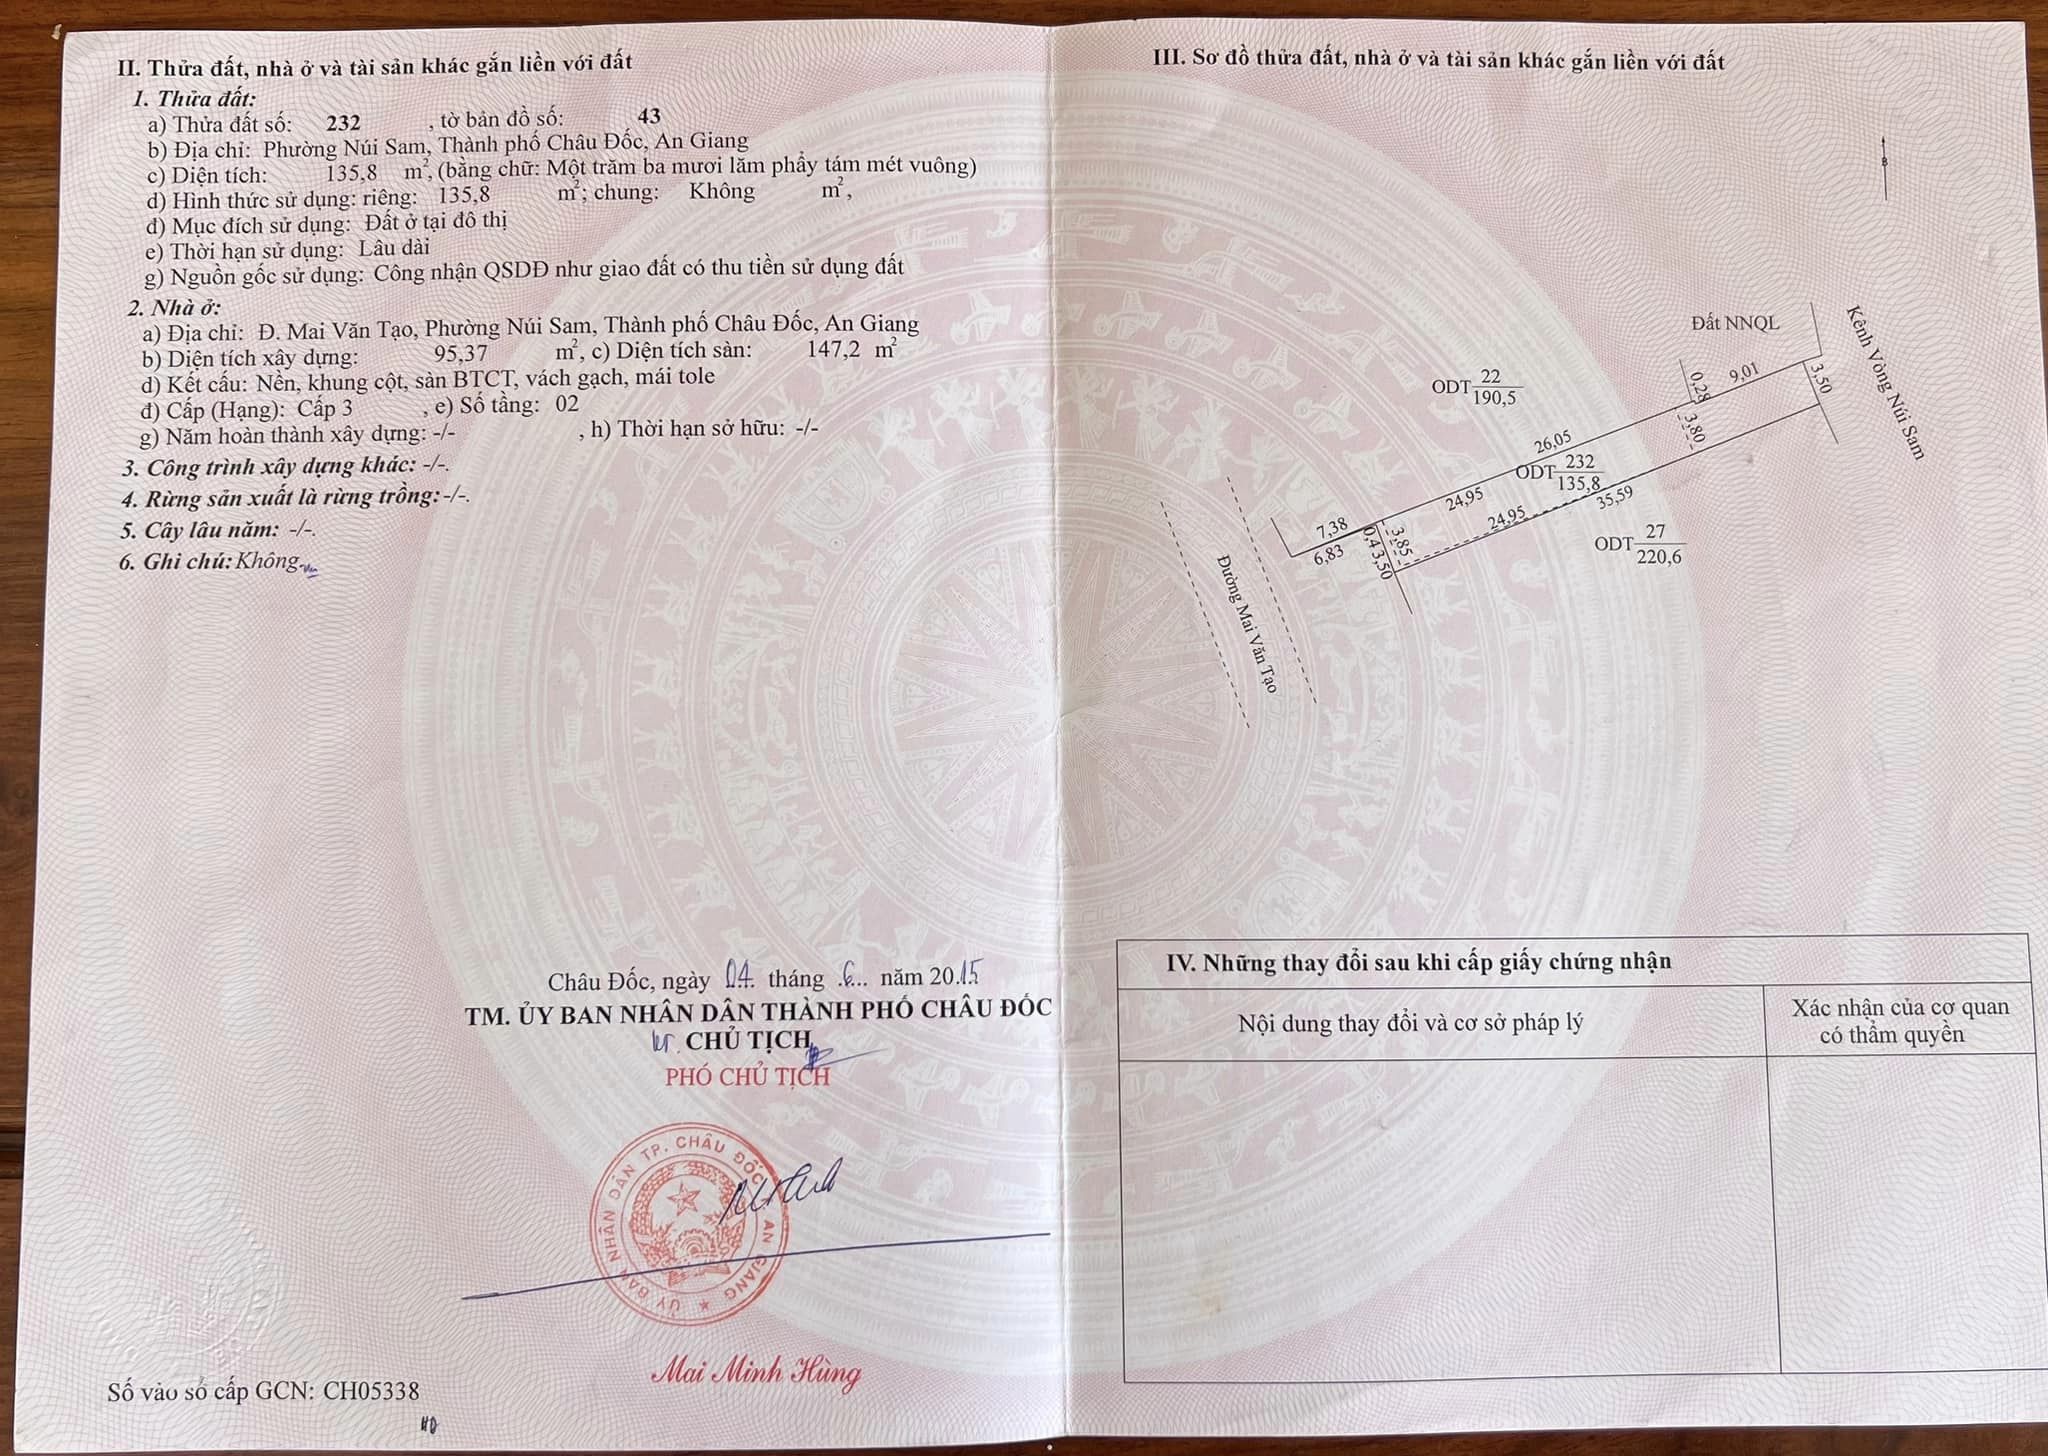 II. Thửa đất, nhà ở và tài sản khác gắn liền với đất
1. Thửa đất:
a) Thửa đất số: 232 , tờ bản đồ số: 43
b) Địa chỉ: Phường Núi Sam, Thành phố Châu Đốc, An Giang
c) Diện tích: 135,8 m², (bằng chữ: Một trăm ba mươi lăm phẩy tám mét vuông)
d) Hình thức sử dụng: riêng: 135,8 m²; chung: Không m²,
đ) Mục đích sử dụng: Đất ở tại đô thị
e) Thời hạn sử dụng: Lâu dài
g) Nguồn gốc sử dụng: Công nhận QSDĐ như giao đất có thu tiền sử dụng đất
2. Nhà ở:
a) Địa chỉ: Đ. Mai Văn Tạo, Phường Núi Sam, Thành phố Châu Đốc, An Giang
b) Diện tích xây dựng: 95,37 m², c) Diện tích sàn: 147,2 m²
d) Kết cấu: Nền, khung cột, sàn BTCT, vách gạch, mái tole
đ) Cấp (Hạng): Cấp 3 , e) Số tầng: 02
g) Năm hoàn thành xây dựng: -/- , h) Thời hạn sở hữu: -/-
3. Công trình xây dựng khác: -/-.
4. Rừng sản xuất là rừng trồng: -/-.
5. Cây lâu năm: -/-.
6. Ghi chú: Không
Châu Đốc, ngày 04 tháng .6... năm 2015
TM. ỦY BAN NHÂN DÂN THÀNH PHỐ CHÂU ĐỐC
KT. CHỦ TỊCH
PHÓ CHỦ TỊCH
ỦY BAN NHÂN DÂN TP. CHÂU ĐỐC AN GIANG
Mai Minh Hùng
Số vào sổ cấp GCN: CH05338
III. Sơ đồ thửa đất, nhà ở và tài sản khác gắn liền với đất
B
Đất NNQL
Kênh Vòng Núi Sam
ODT 22
190,5
0,28
9,01
3,50
3,80
26,05
ODT 232
135,8
24,95
24,95
35,59
ODT 27
220,6
7,38
6,83
0,43
3,85
3,50
Đường Mai Văn Tạo
IV. Những thay đổi sau khi cấp giấy chứng nhận
Nội dung thay đổi và cơ sở pháp lý
Xác nhận của cơ quan
có thẩm quyền